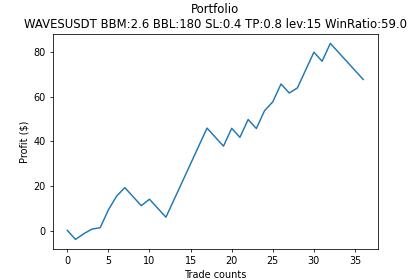 Portfolio
WAVESUSDT BBM:2.6 BBL:180 SL:0.4 TP:0.8 lev:15 WinRatio:59.0
80
60
40
20
0
Profit ($)
0 5 10 15 20 25 30 35
Trade counts